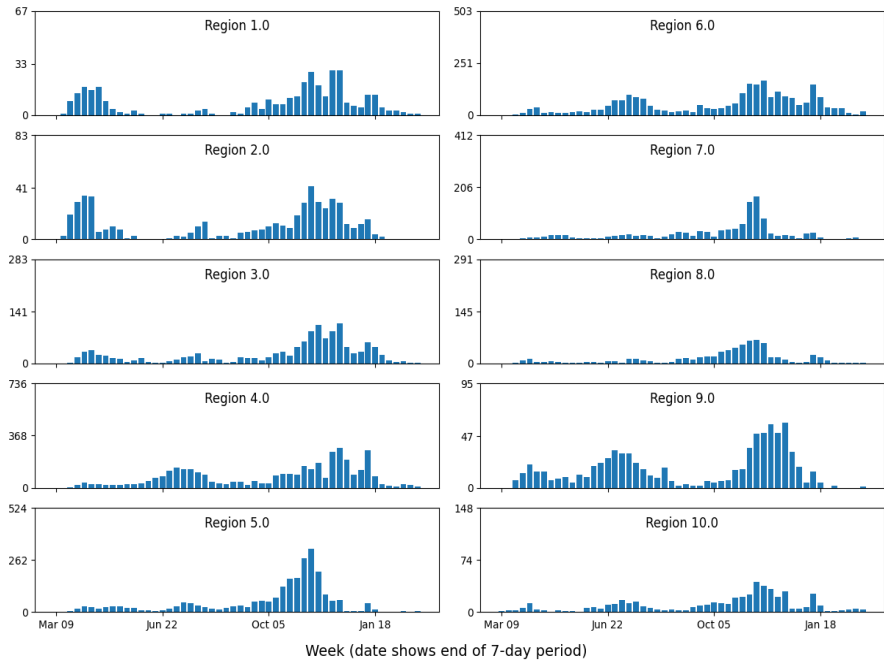 67
33
0
Region 1.0
503
251
0
Region 6.0
83
41
0
Region 2.0
412
206
0
Region 7.0
283
141
0
Region 3.0
291
145
0
Region 8.0
736
368
0
Region 4.0
95
47
0
Region 9.0
524
262
0
Region 5.0
148
74
0
Region 10.0
Mar 09 Jun 22 Oct 05 Jan 18 Mar 09 Jun 22 Oct 05 Jan 18
Week (date shows end of 7-day period)